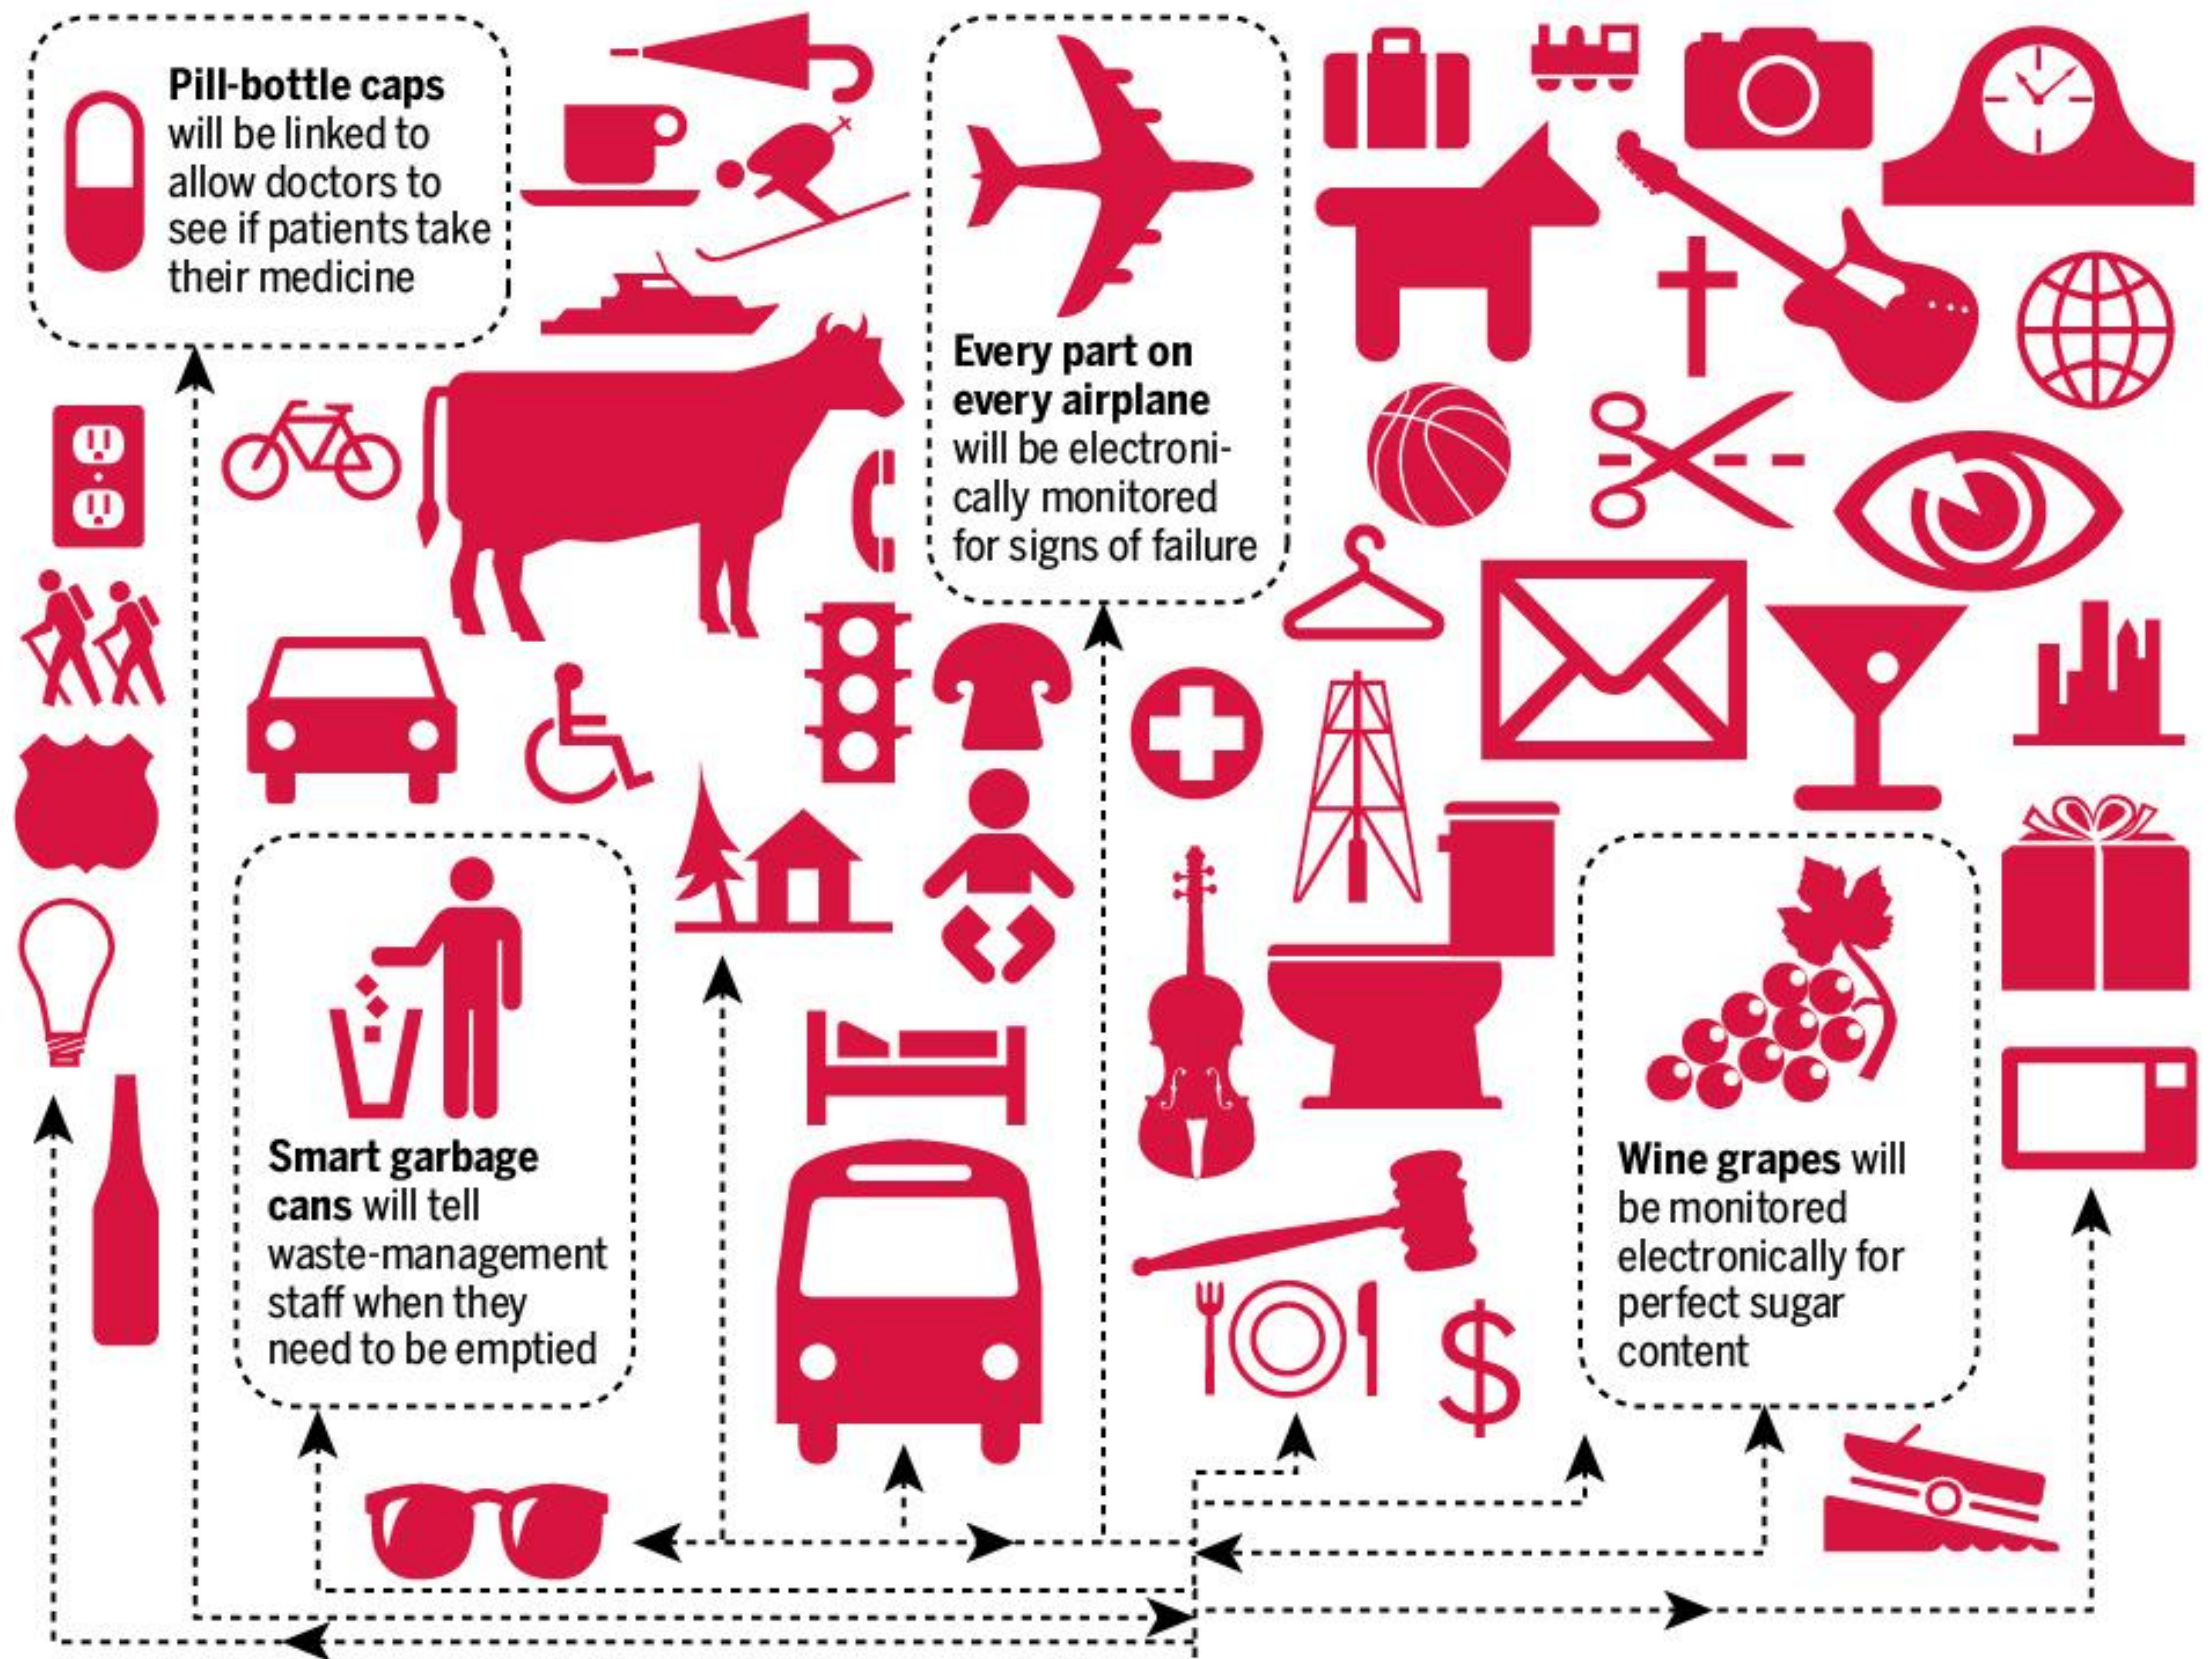 Pill-bottle caps
will be linked to
allow doctors to
see if patients take
their medicine
Every part on
every airplane
will be electroni-
cally monitored
for signs of failure
Smart garbage
cans will tell
waste-management
staff when they
need to be emptied
Wine grapes will
be monitored
electronically for
perfect sugar
content
$